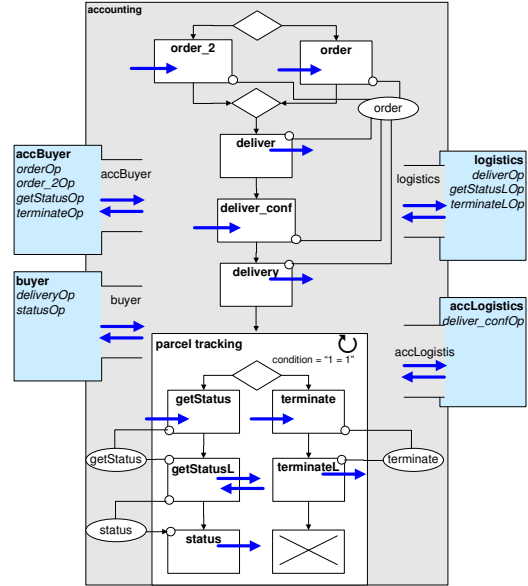 accounting
order_2
order
order
deliver
accBuyer
orderOp
order_2Op
getStatusOp
terminateOp
accBuyer
logistics
deliverOp
getStatusLOp
terminateLOp
logistics
deliver_conf
delivery
buyer
deliveryOp
statusOp
buyer
accLogistics
deliver_confOp
accLogistis
parcel tracking
condition = "1 = 1"
getStatus
terminate
getStatus
getStatusL
terminateL
terminate
status
status